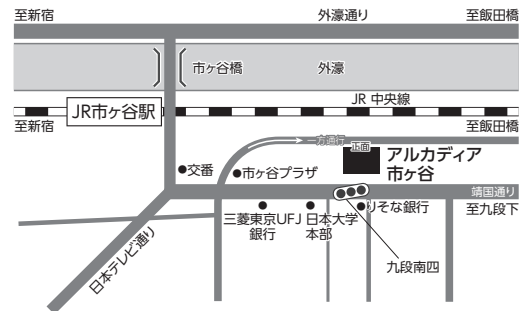 至新宿
外濠通り
至飯田橋
市ヶ谷橋
外濠
JR 中央線
JR市ヶ谷駅
至新宿
至飯田橋
一方通行
正面
アルカディア
市ヶ谷
交番
市ヶ谷プラザ
靖国通り
りそな銀行
至九段下
三菱東京UFJ
銀行
日本大学
本部
九段南四
日本テレビ通り